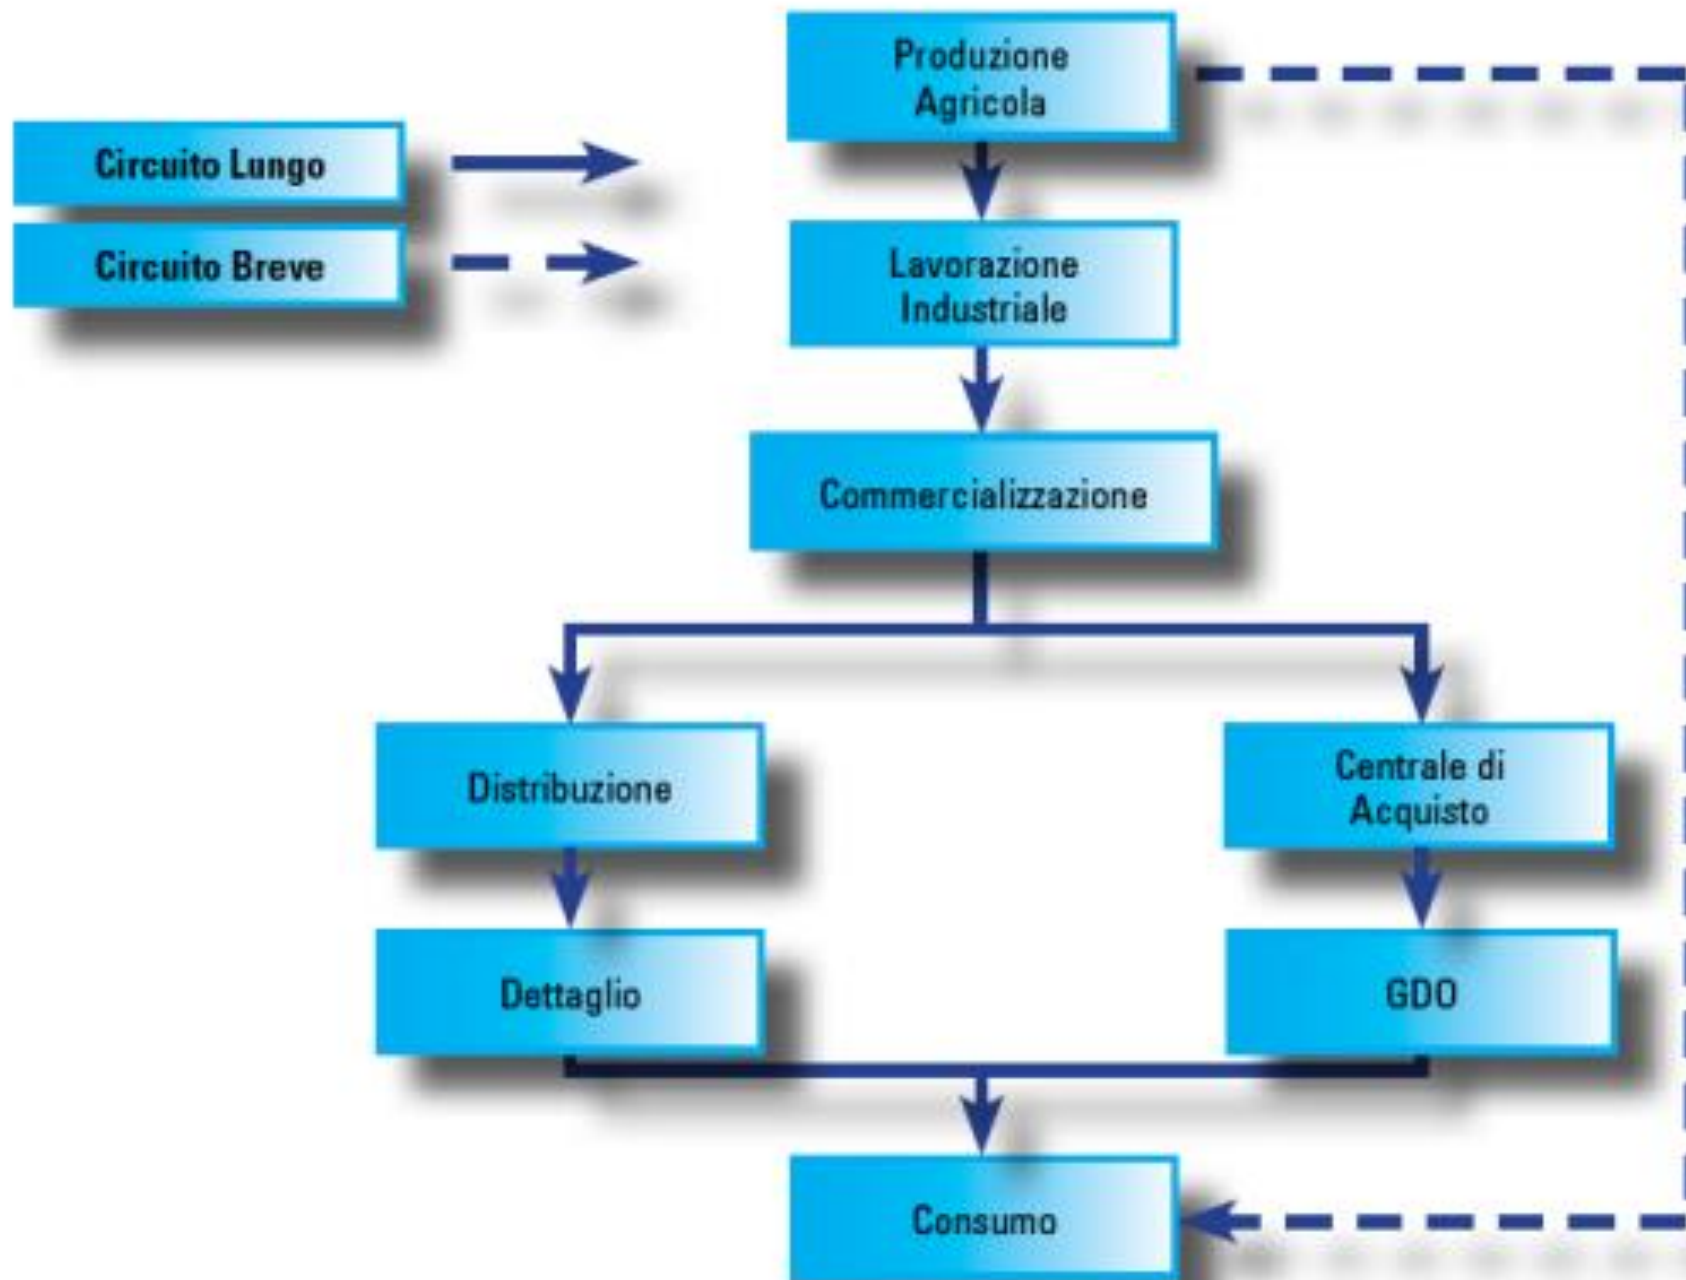 Produzione
Agricola
Circuito Lungo
Circuito Breve
Lavorazione
Industriale
Commercializzazione
Distribuzione
Centrale di
Acquisto
Dettaglio
GDO
Consumo